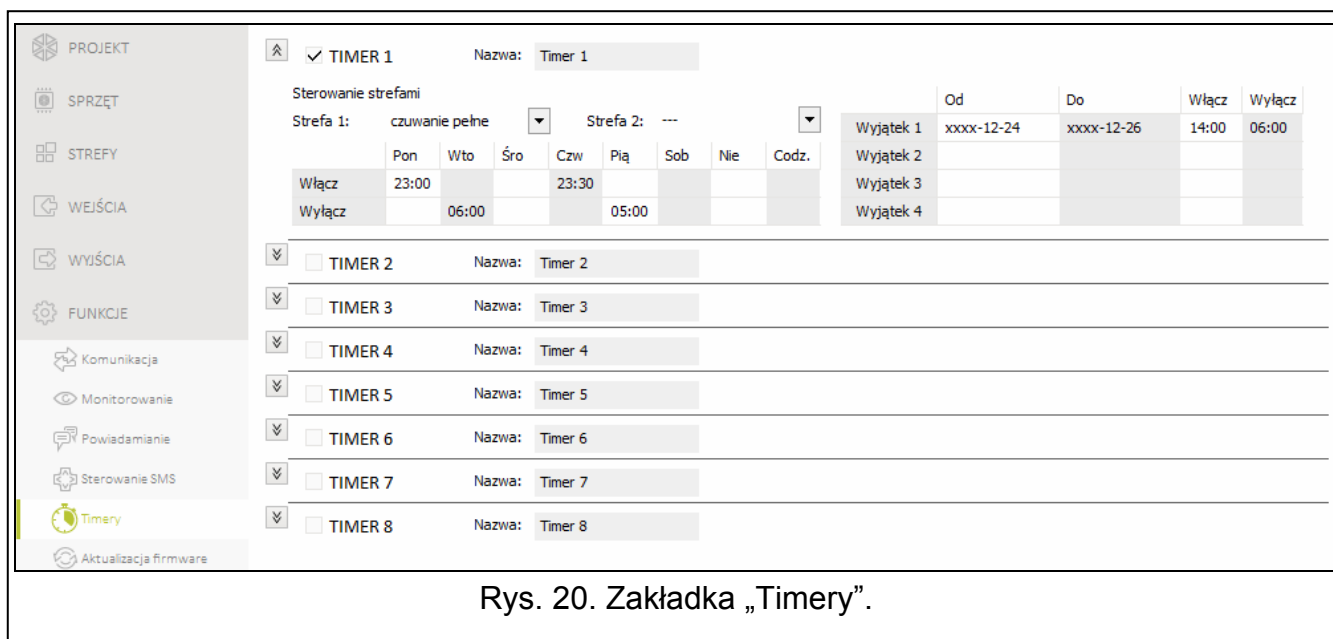 PROJEKT
SPRZĘT
STREFY
WEJŚCIA
WYJŚCIA
FUNKCJE
Komunikacja
Monitorowanie
Powiadamianie
Sterowanie SMS
Timery
Aktualizacja firmware
TIMER 1 Nazwa: Timer 1
Sterowanie strefami
Strefa 1: czuwanie pełne Strefa 2: ---
Pon Wto Śro Czw Pią Sob Nie Codz.
Włącz 23:00 23:30
Wyłącz 06:00 05:00
Od Do Włącz Wyłącz
Wyjątek 1 xxxx-12-24 xxxx-12-26 14:00 06:00
Wyjątek 2
Wyjątek 3
Wyjątek 4
TIMER 2 Nazwa: Timer 2
TIMER 3 Nazwa: Timer 3
TIMER 4 Nazwa: Timer 4
TIMER 5 Nazwa: Timer 5
TIMER 6 Nazwa: Timer 6
TIMER 7 Nazwa: Timer 7
TIMER 8 Nazwa: Timer 8
Rys. 20. Zakładka „Timery”.